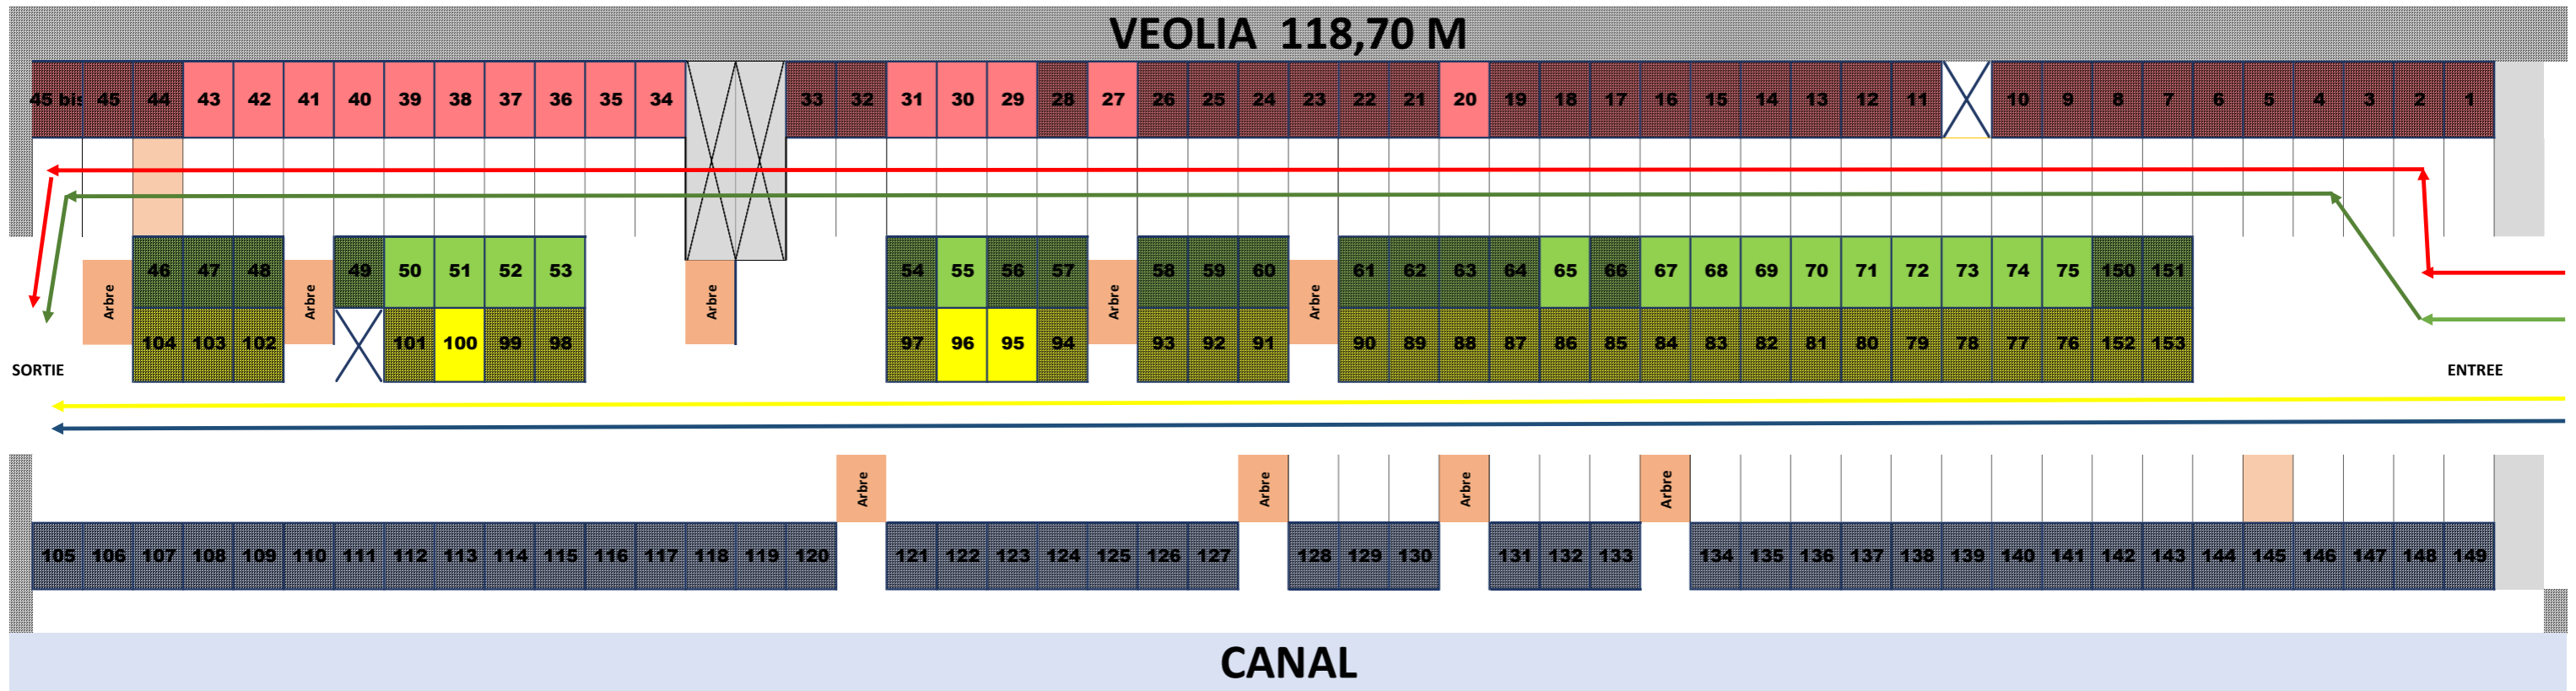 VEOLIA 118,70 M
45 bis 45 44 43 42 41 40 39 38 37 36 35 34 33 32 31 30 29 28 27 26 25 24 23 22 21 20 19 18 17 16 15 14 13 12 11 10 9 8 7 6 5 4 3 2 1
46 47 48 49 50 51 52 53 54 55 56 57 58 59 60 61 62 63 64 65 66 67 68 69 70 71 72 73 74 75 150 151
Arbre Arbre Arbre Arbre Arbre
104 103 102 101 100 99 98 97 96 95 94 93 92 91 90 89 88 87 86 85 84 83 82 81 80 79 78 77 76 152 153
SORTIE ENTREE
Arbre Arbre Arbre Arbre
105 106 107 108 109 110 111 112 113 114 115 116 117 118 119 120 121 122 123 124 125 126 127 128 129 130 131 132 133 134 135 136 137 138 139 140 141 142 143 144 145 146 147 148 149
CANAL